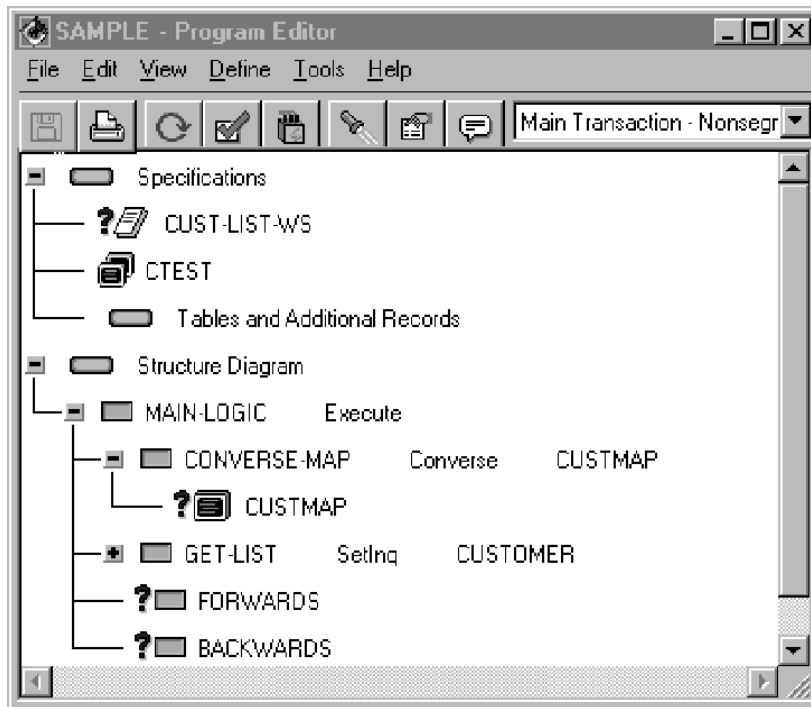 SAMPLE - Program Editor
File Edit View Define Tools Help
Main Transaction - Nonsegr
Specifications
? CUST-LIST-WS
CTEST
Tables and Additional Records
Structure Diagram
MAIN-LOGIC Execute
CONVERSE-MAP Converse CUSTMAP
? CUSTMAP
GET-LIST SetInq CUSTOMER
? FORWARDS
? BACKWARDS